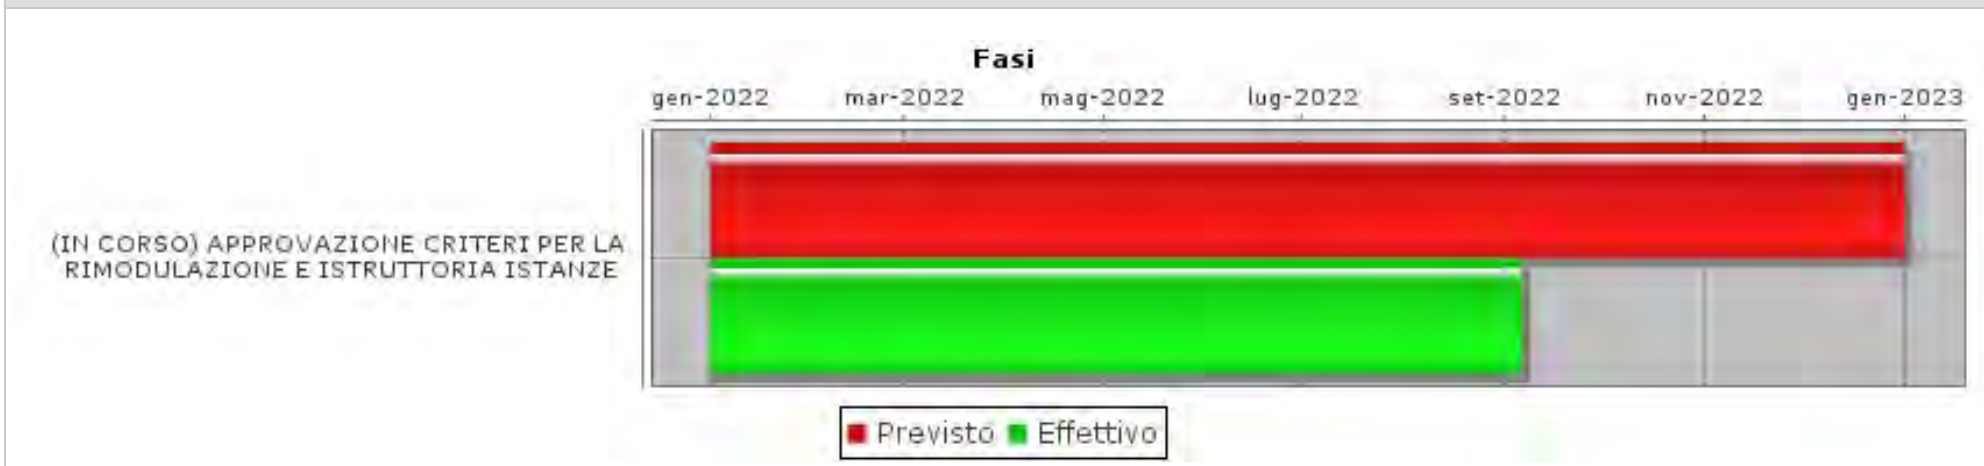 Fasi
gen-2022 mar-2022 mag-2022 lug-2022 set-2022 nov-2022 gen-2023
(IN CORSO) APPROVAZIONE CRITERI PER LA
RIMODULAZIONE E ISTRUTTORIA ISTANZE
Previsto Effettivo